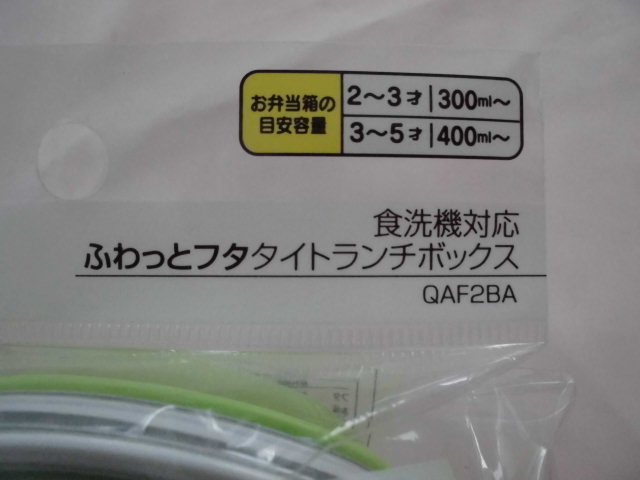 お弁当箱の
目安容量
2〜3才 300ml〜
3〜5才 400ml〜
食洗機対応
ふわっとフタタイトランチボックス
QAF2BA